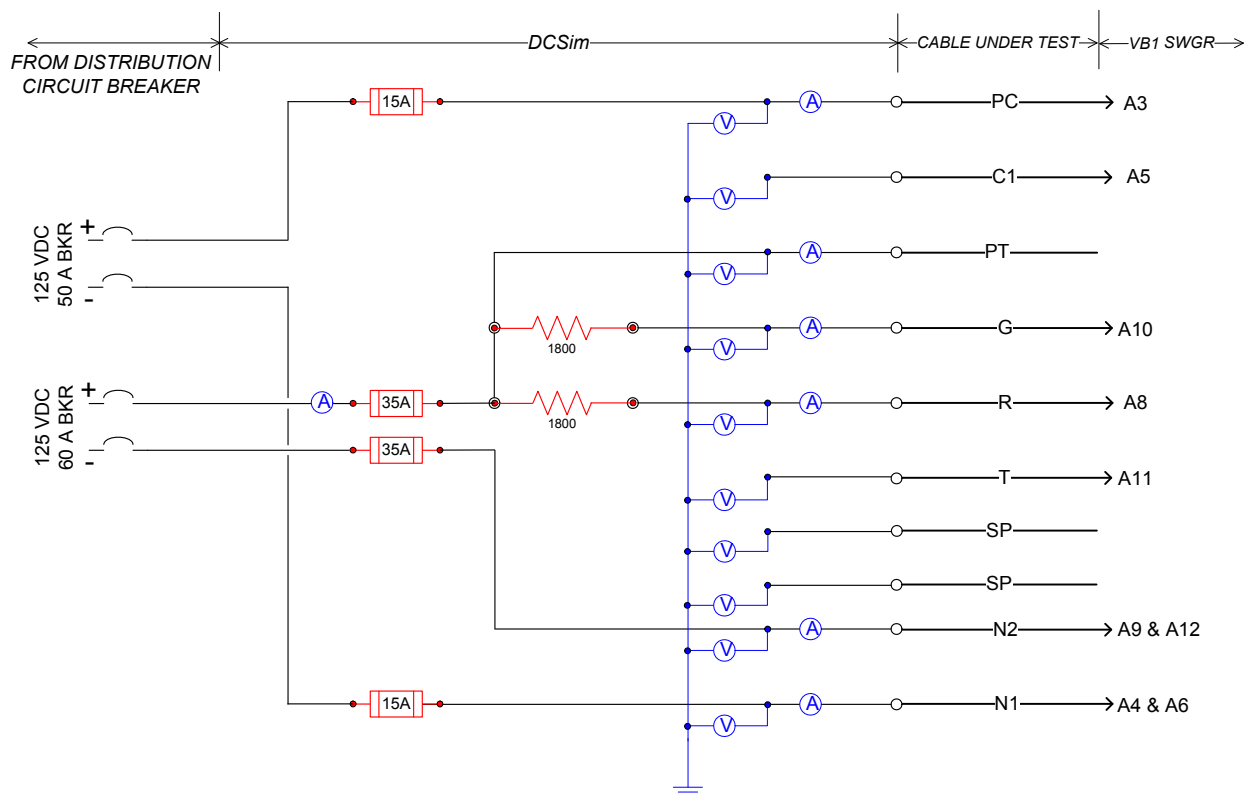 DCSim
CABLE UNDER TEST
VB1 SWGR
FROM DISTRIBUTION
CIRCUIT BREAKER
15A
A
PC
A3
V
C1
A5
V
125 VDC
50 A BKR
+
-
A
PT
V
1800
A
G
A10
V
125 VDC
60 A BKR
+
-
A
35A
1800
A
R
A8
V
35A
T
A11
V
SP
V
SP
V
A
N2
A9 & A12
V
15A
A
N1
A4 & A6
V